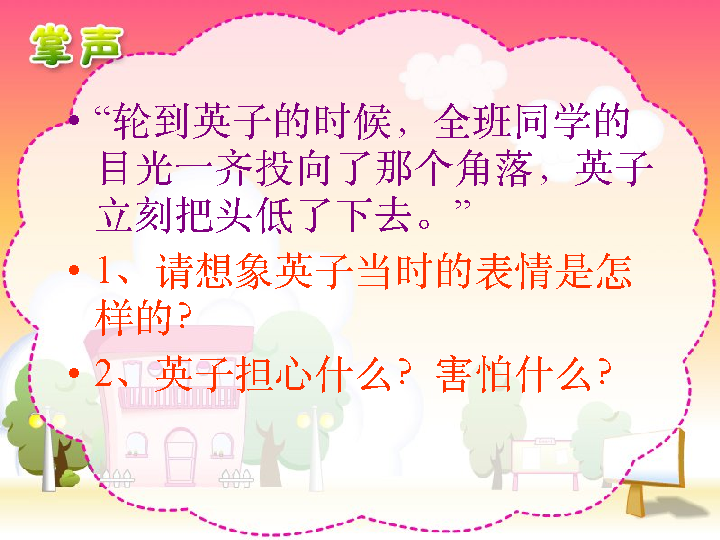 掌声
• “轮到英子的时候，全班同学的
目光一齐投向了那个角落，英子
立刻把头低了下去。”
• 1、请想象英子当时的表情是怎
样的？
• 2、英子担心什么？害怕什么？